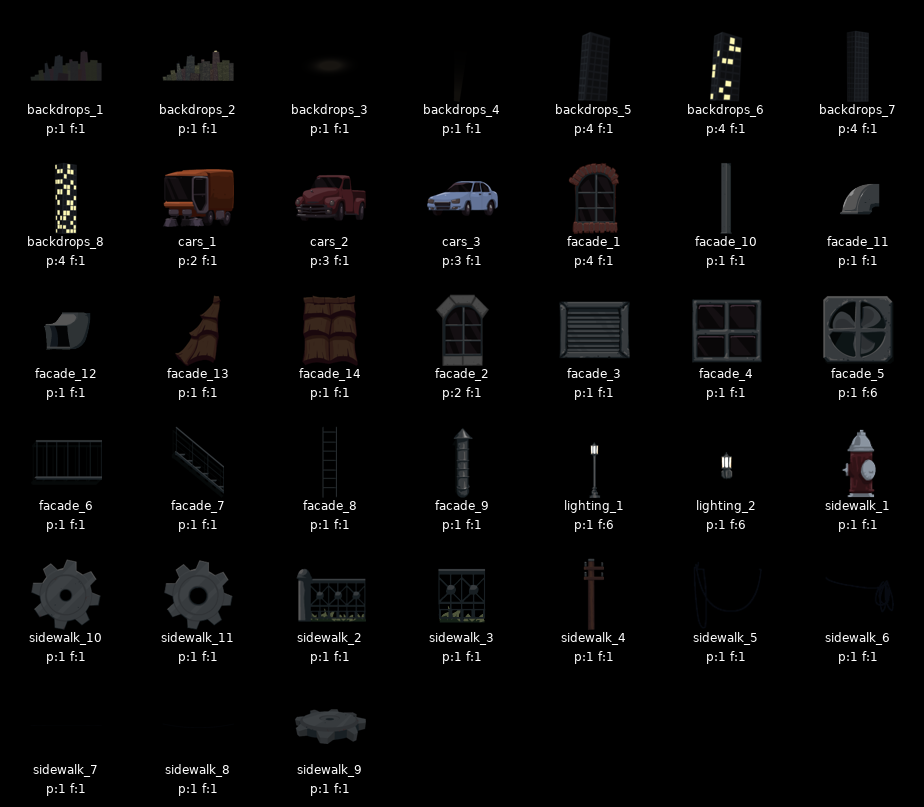 backdrops_1 backdrops_2 backdrops_3 backdrops_4 backdrops_5 backdrops_6 backdrops_7
p:1 f:1 p:1 f:1 p:1 f:1 p:1 f:1 p:4 f:1 p:4 f:1 p:4 f:1
backdrops_8 cars_1 cars_2 cars_3 facade_1 facade_10 facade_11
p:4 f:1 p:2 f:1 p:3 f:1 p:3 f:1 p:4 f:1 p:1 f:1 p:1 f:1
facade_12 facade_13 facade_14 facade_2 facade_3 facade_4 facade_5
p:1 f:1 p:1 f:1 p:1 f:1 p:2 f:1 p:1 f:1 p:1 f:1 p:1 f:6
facade_6 facade_7 facade_8 facade_9 lighting_1 lighting_2 sidewalk_1
p:1 f:1 p:1 f:1 p:1 f:1 p:1 f:1 p:1 f:6 p:1 f:6 p:1 f:1
sidewalk_10 sidewalk_11 sidewalk_2 sidewalk_3 sidewalk_4 sidewalk_5 sidewalk_6
p:1 f:1 p:1 f:1 p:1 f:1 p:1 f:1 p:1 f:1 p:1 f:1 p:1 f:1
sidewalk_7 sidewalk_8 sidewalk_9
p:1 f:1 p:1 f:1 p:1 f:1